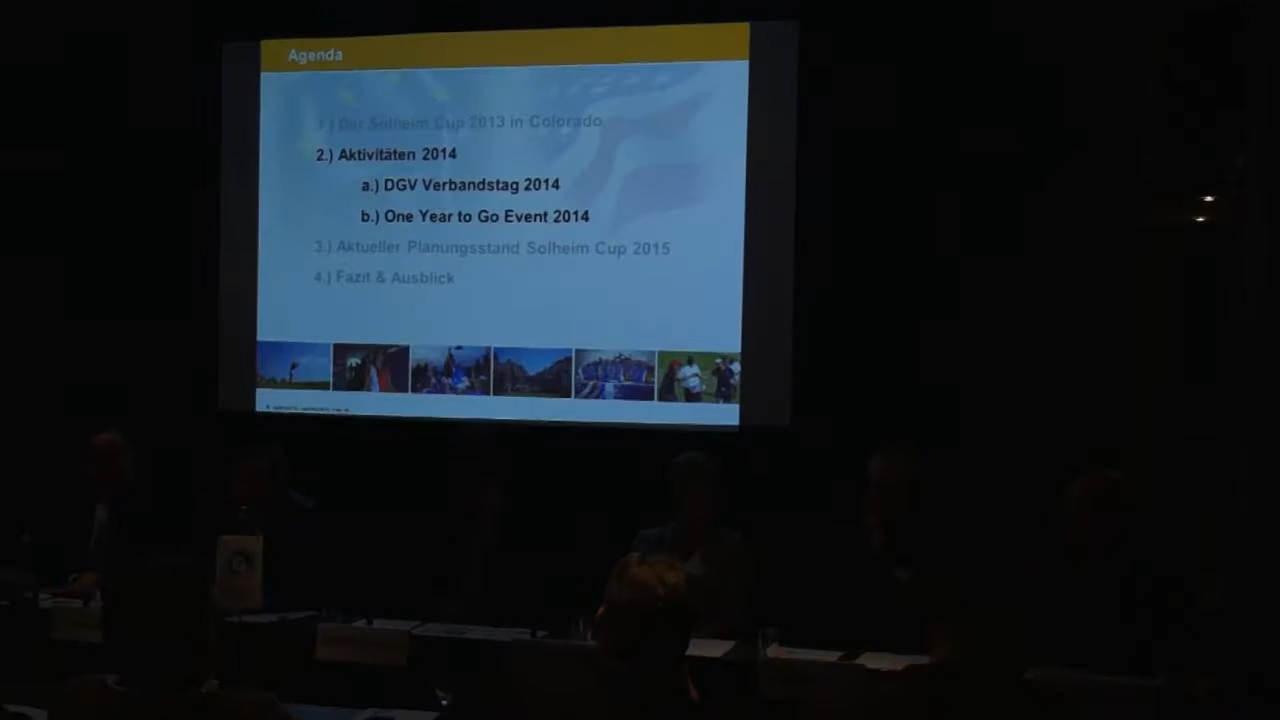 Agenda
1.) Der Solheim Cup 2013 in Colorado
2.) Aktivitäten 2014
a.) DGV Verbandstag 2014
b.) One Year to Go Event 2014
3.) Aktueller Planungsstand Solheim Cup 2015
4.) Fazit & Ausblick